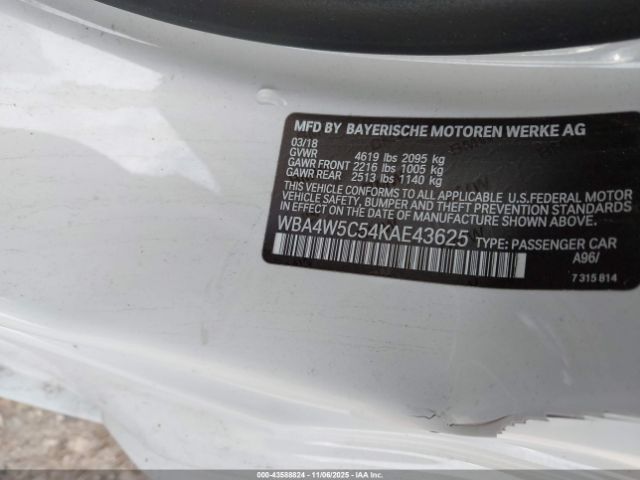 MFD BY BAYERISCHE MOTOREN WERKE AG
03/18
GVWR 4619 lbs 2095 kg
GAWR FRONT 2216 lbs 1005 kg
GAWR REAR 2513 lbs 1140 kg
THIS VEHICLE CONFORMS TO ALL APPLICABLE U.S.FEDERAL MOTOR
VEHICLE SAFETY, BUMPER AND THEFT PREVENTION STANDARDS
IN EFFECT ON THE DATE OF MANUFACTURE SHOWN ABOVE.
WBA4W5C54KAE43625 TYPE: PASSENGER CAR
A96/
7 315 814
000-43588824 | 11/06/2025 - IAAI.COM - COPART